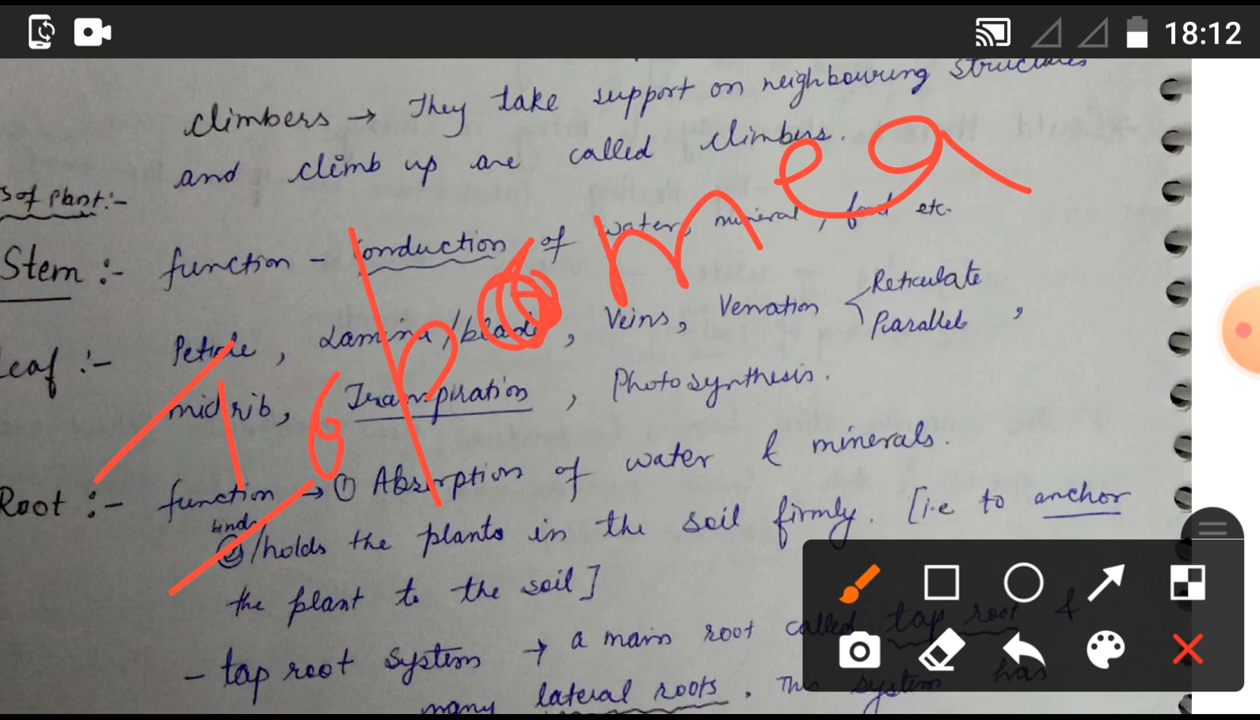 18:12
climbers → They take support on neighbouring structures
and climb up are called climbers.
s of plant:-
Stem :- function - Conduction of water, mineral, food etc.
Leaf :- Petiole, Lamina/blade, Veins, Venation Reticulate
Parallel,
midrib, Transpiration, Photosynthesis.
Root :- function → ① Absorption of water & minerals.
② /holds the plants in the soil firmly. [i.e to anchor
the plant to the soil]
- tap root system → a main root called tap root &
many lateral roots. This system has
Ipomea